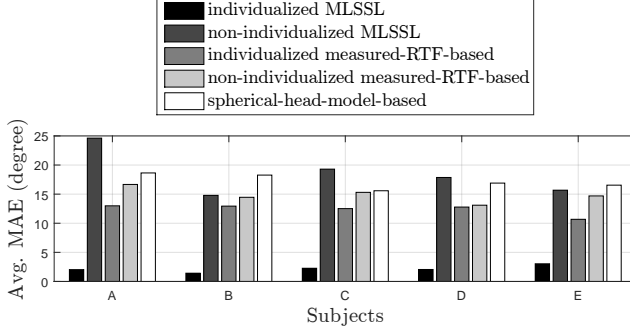 individualized MLSSL
non-individualized MLSSL
individualized measured-RTF-based
non-individualized measured-RTF-based
spherical-head-model-based
Avg. MAE (degree)
25
20
15
10
5
0
A B C D E
Subjects